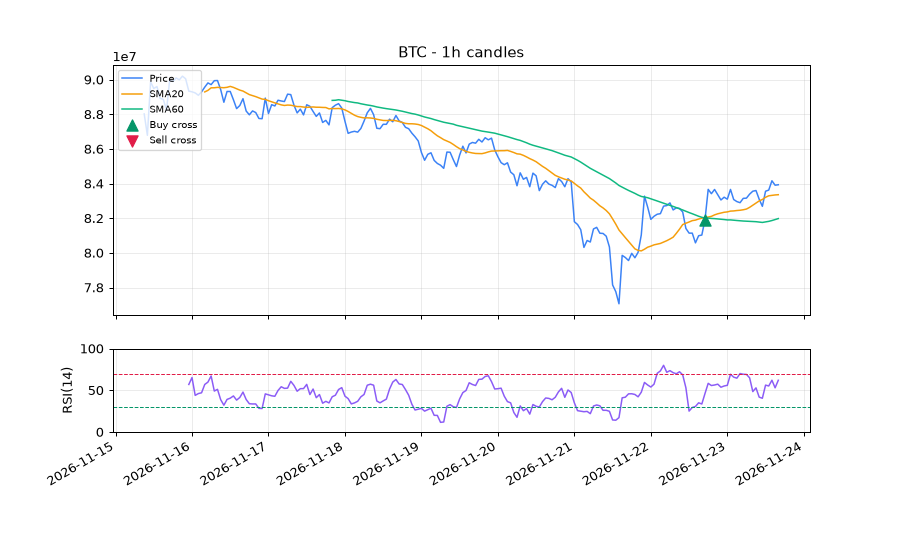 BTC - 1h candles
1e7
9.0
8.8
8.6
8.4
8.2
8.0
7.8
Price
SMA20
SMA60
Buy cross
Sell cross
RSI(14)
100
50
0
2026-11-15
2026-11-16
2026-11-17
2026-11-18
2026-11-19
2026-11-20
2026-11-21
2026-11-22
2026-11-23
2026-11-24